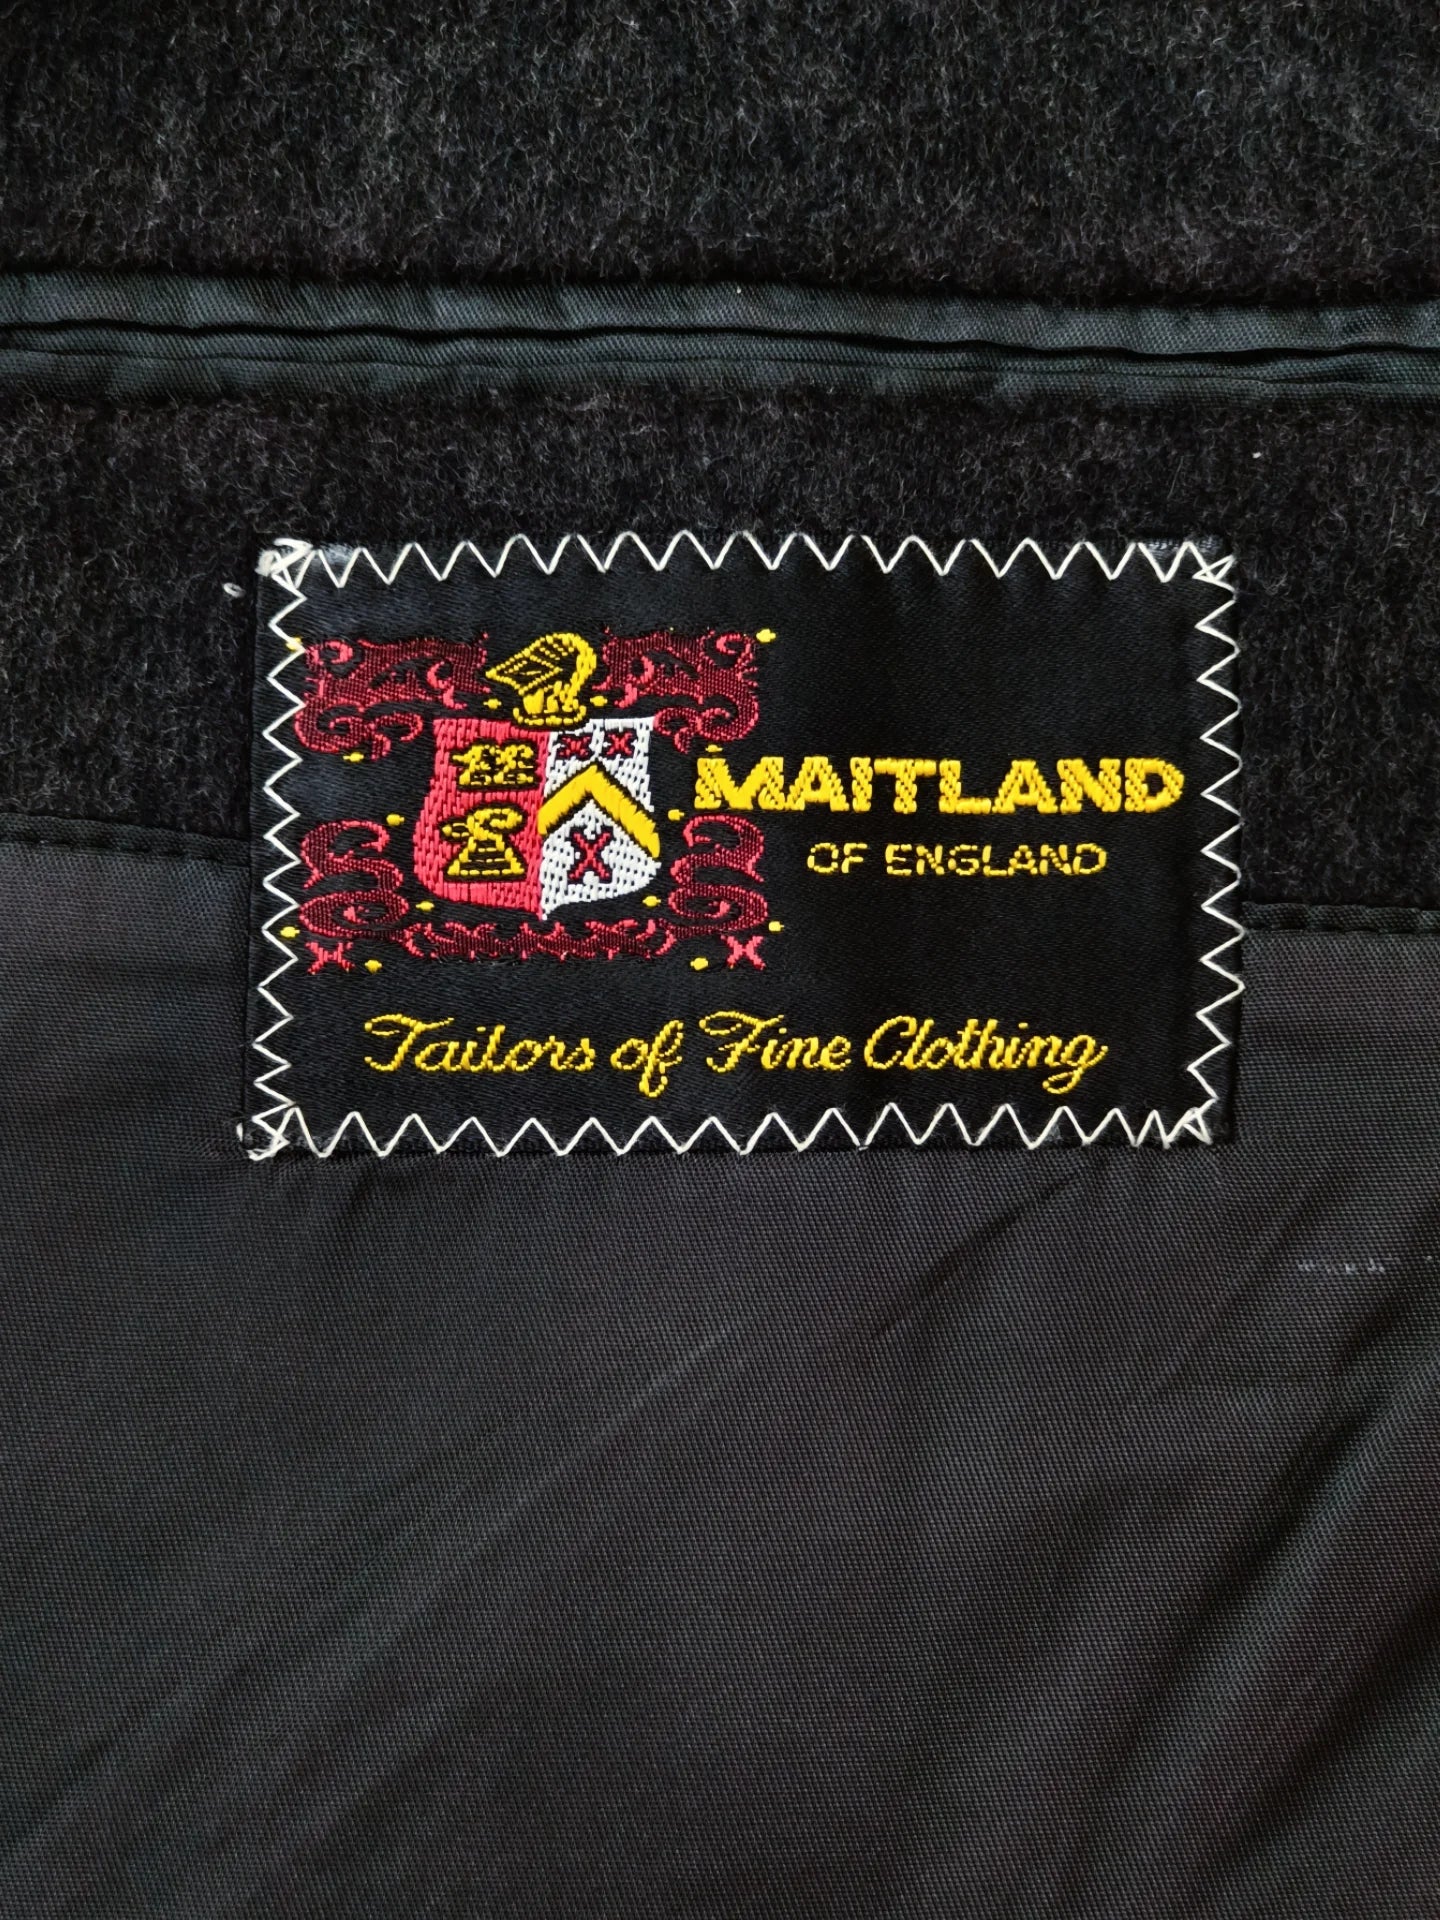 MAITLAND
OF ENGLAND
Tailors of Fine Clothing